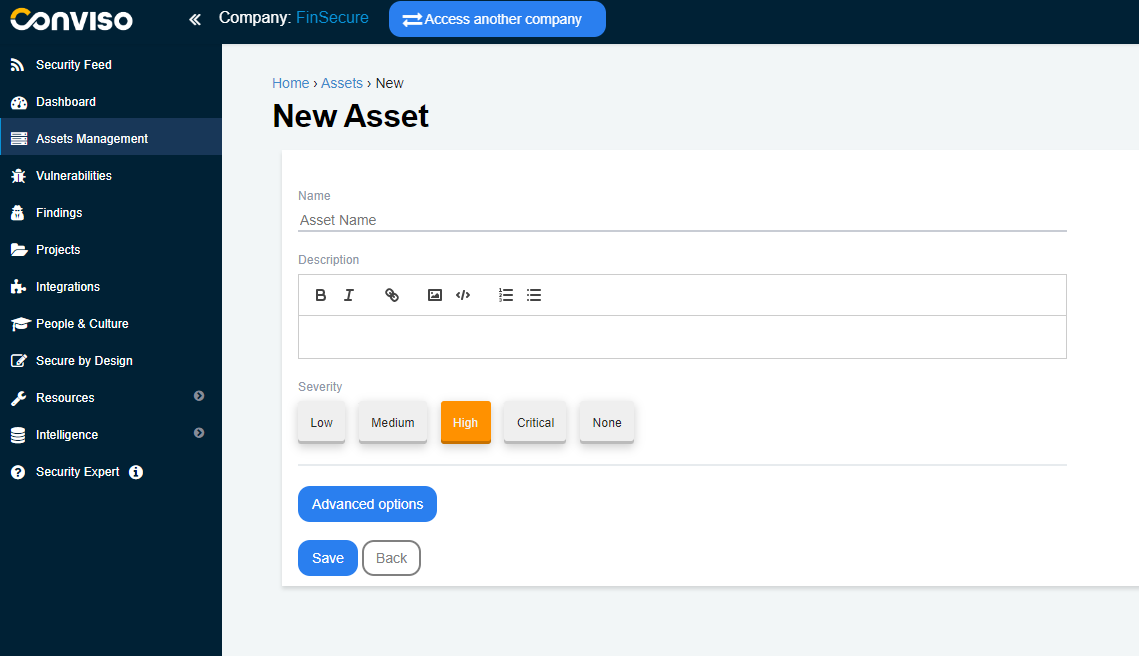 CONVISO
Company: FinSecure
Access another company
Security Feed
Dashboard
Assets Management
Vulnerabilities
Findings
Projects
Integrations
People & Culture
Secure by Design
Resources
Intelligence
Security Expert
Home › Assets › New
New Asset
Name
Asset Name
Description
Severity
Low Medium High Critical None
Advanced options
Save Back